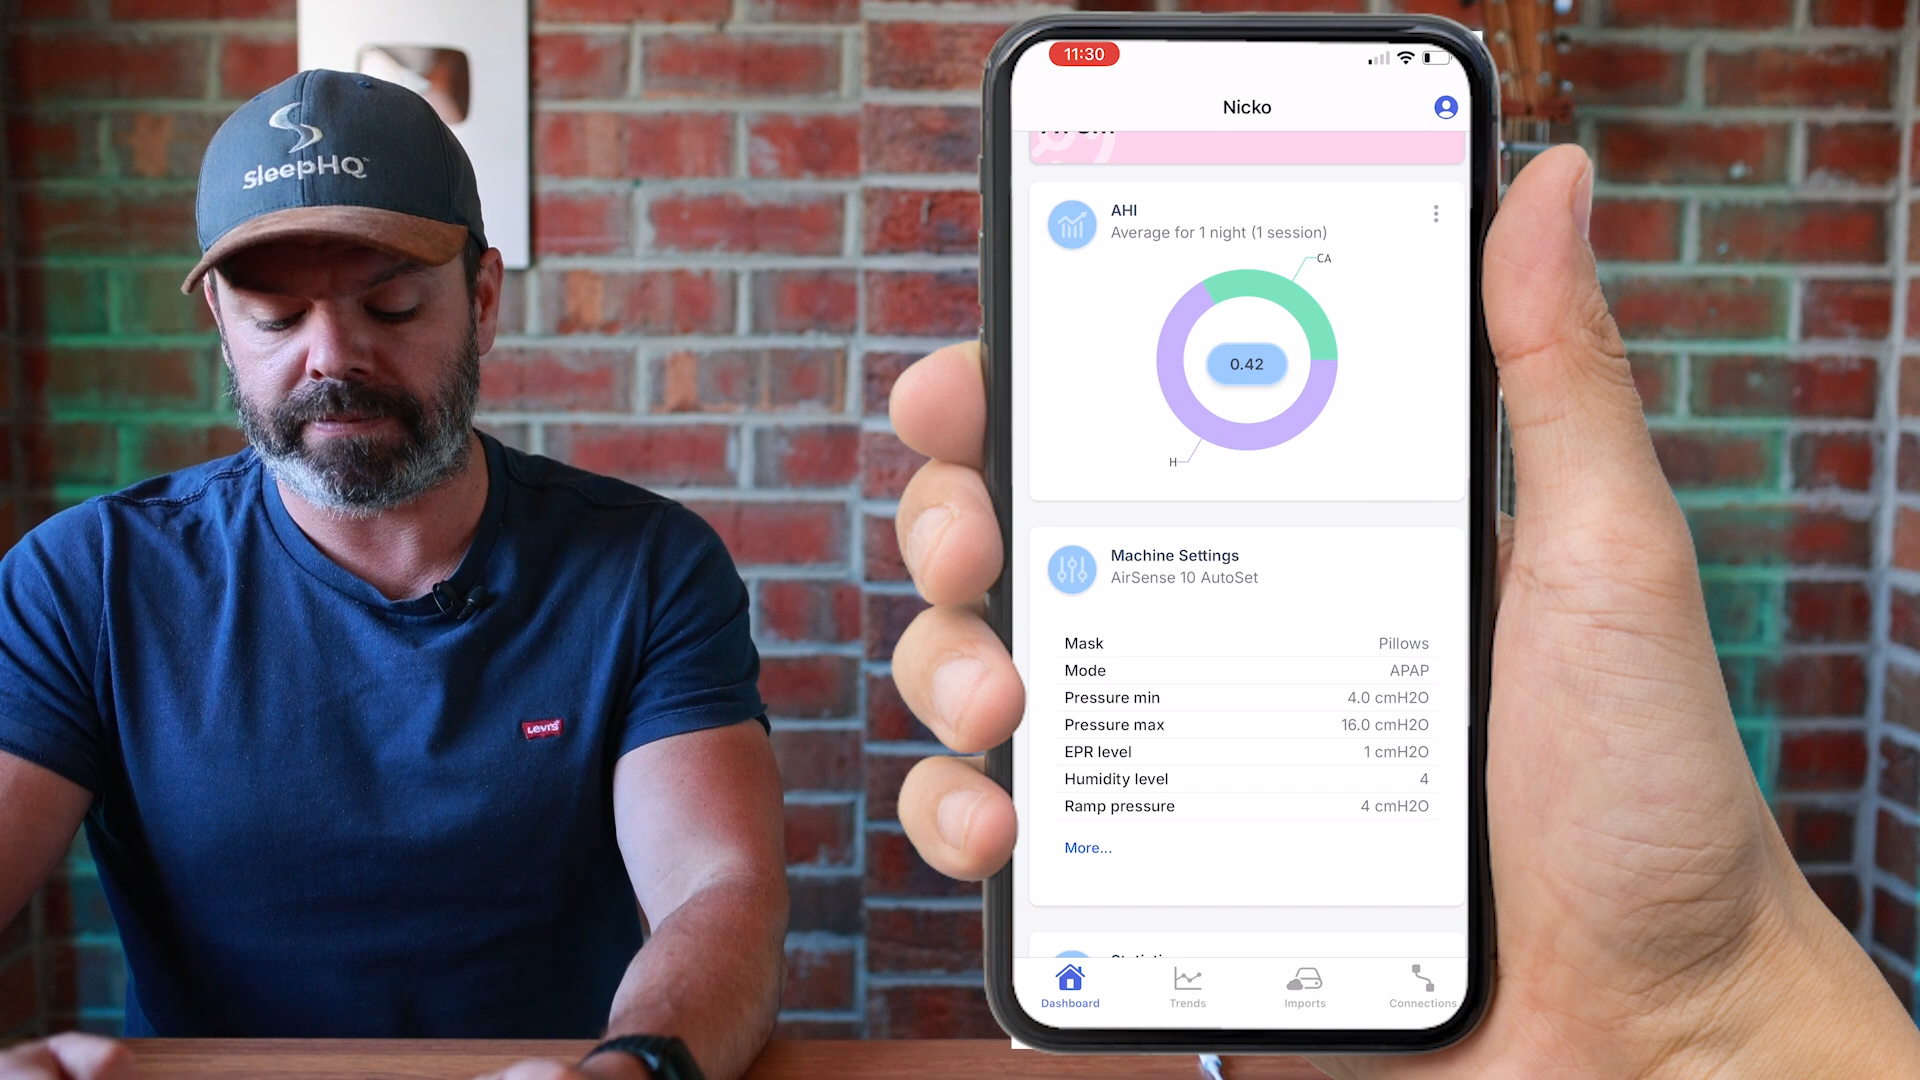 SleepHQ™
Levi's
11:30
Nicko
AHI
Average for 1 night (1 session)
CA
0.42
H
Machine Settings
AirSense 10 AutoSet
Mask Pillows
Mode APAP
Pressure min 4.0 cmH2O
Pressure max 16.0 cmH2O
EPR level 1 cmH2O
Humidity level 4
Ramp pressure 4 cmH2O
More...
Dashboard Trends Imports Connections